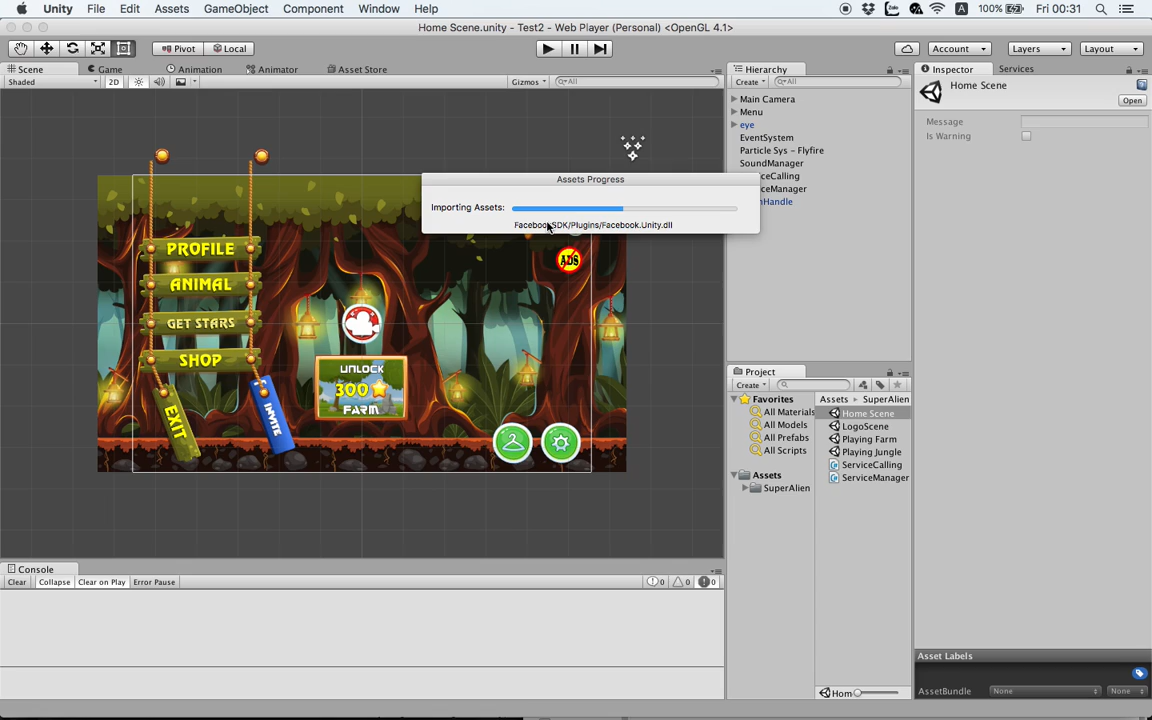 Unity File Edit Assets GameObject Component Window Help 100% Fri 00:31
Home Scene.unity - Test2 - Web Player (Personal) <OpenGL 4.1>
Pivot Local Account Layers Layout
Scene Game Animation Animator Asset Store
Shaded 2D Gizmos All
Hierarchy
Create All
Main Camera
Menu
eye
EventSystem
Particle Sys - Flyfire
SoundManager
ceCalling
ceManager
nHandle
Inspector Services
Home Scene
Open
Message
Is Warning
Assets Progress
Importing Assets:
FacebookSDK/Plugins/Facebook.Unity.dll
ADS
PROFILE
ANIMAL
GET STARS
SHOP
EXIT
INVITE
UNLOCK
300
FARM
Project
Create
Favorites
All Materials
All Models
All Prefabs
All Scripts
Assets
SuperAlien
Assets SuperAlien
Home Scene
LogoScene
Playing Farm
Playing Jungle
ServiceCalling
ServiceManager
Hom
Console
Clear Collapse Clear on Play Error Pause 0 0 0
Asset Labels
AssetBundle None None